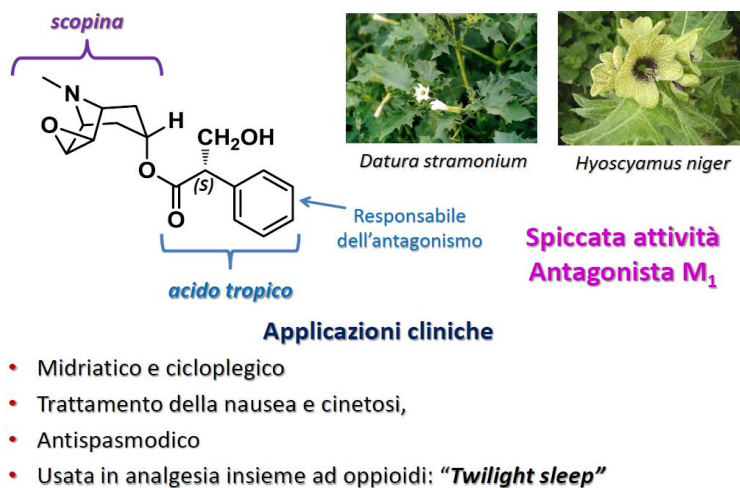 scopina
N
O
H
CH2OH
O
(S)
O
Datura stramonium
Hyoscyamus niger
Responsabile
dell'antagonismo
acido tropico
Spiccata attività
Antagonista M1
Applicazioni cliniche
• Midriatico e cicloplegico
• Trattamento della nausea e cinetosi,
• Antispasmodico
• Usata in analgesia insieme ad oppioidi: “Twilight sleep”